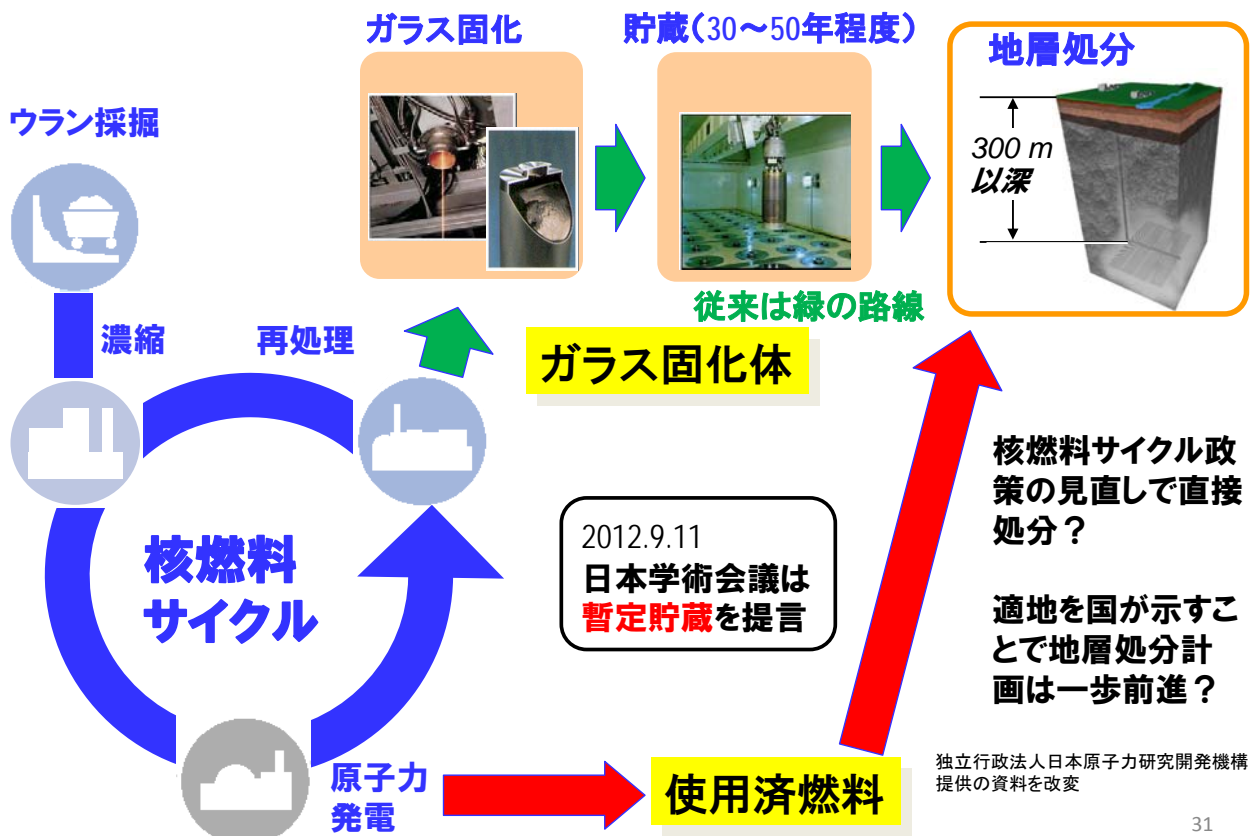 ガラス固化
貯蔵(30～50年程度)
地層処分
ウラン採掘
300 m
以深
従来は緑の路線
濃縮
再処理
ガラス固化体
核燃料サイクル政
策の見直しで直接
処分？
核燃料
サイクル
2012.9.11
日本学術会議は
暫定貯蔵を提言
適地を国が示すこ
とで地層処分計
画は一歩前進？
原子力
発電
使用済燃料
独立行政法人日本原子力研究開発機構
提供の資料を改変
31